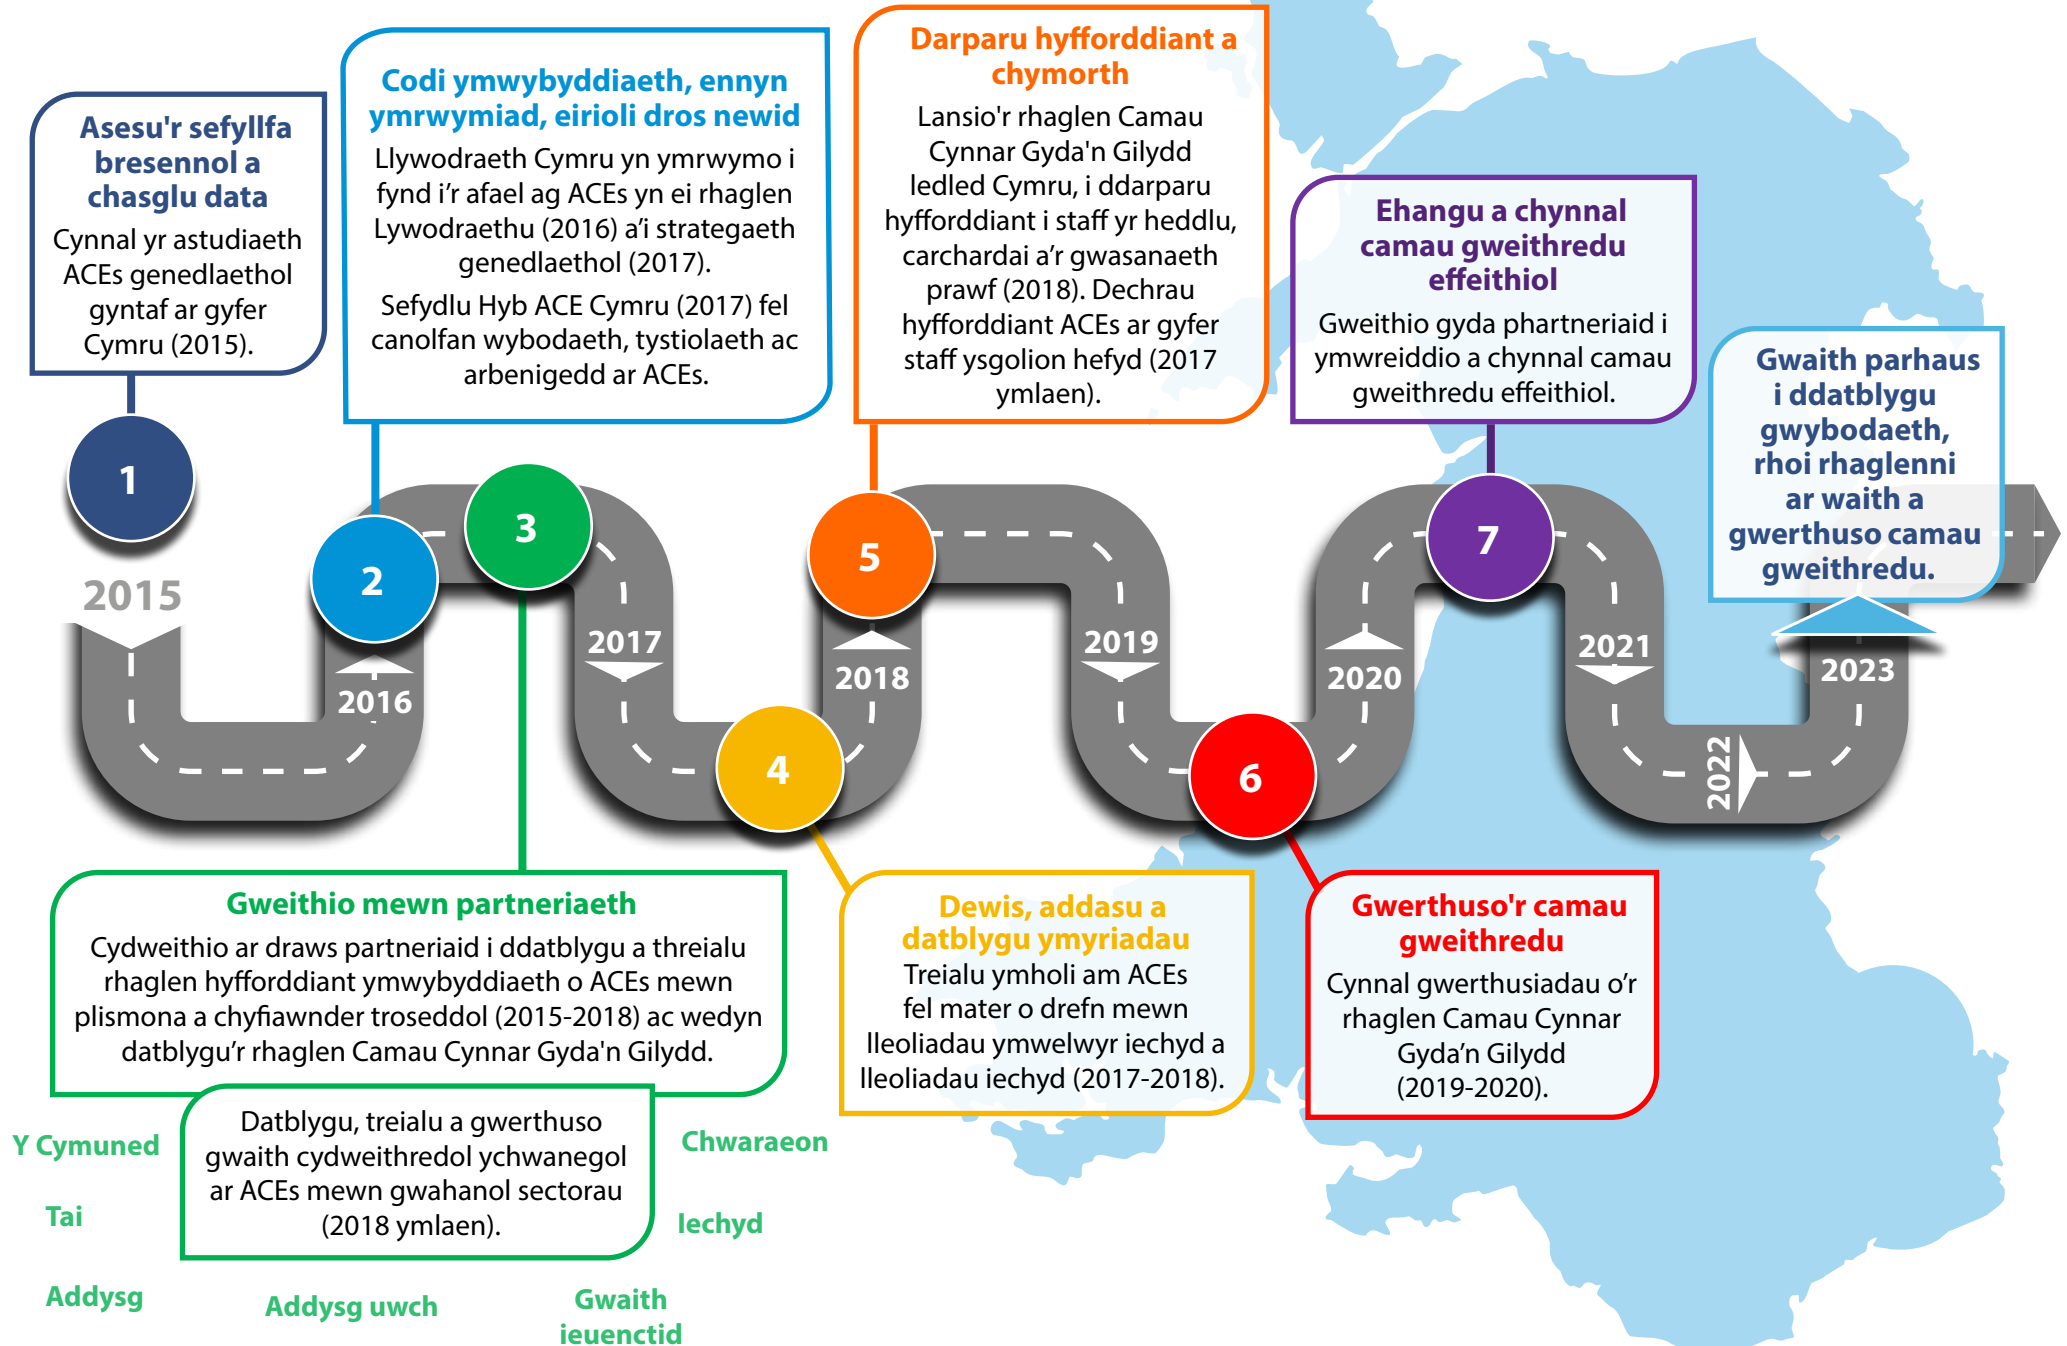 Asesu'r sefyllfa
bresennol a
chasglu data
Cynnal yr astudiaeth
ACEs genedlaethol
gyntaf ar gyfer
Cymru (2015).
1
2015
Codi ymwybyddiaeth, ennyn
ymrwymiad, eirioli dros newid
Llywodraeth Cymru yn ymrwymo i
fynd i'r afael ag ACEs yn ei rhaglen
Lywodraethu (2016) a’i strategaeth
genedlaethol (2017).
Sefydlu Hyb ACE Cymru (2017) fel
canolfan wybodaeth, tystiolaeth ac
arbenigedd ar ACEs.
2
2016
3
Gweithio mewn partneriaeth
Cydweithio ar draws partneriaid i ddatblygu a threialu
rhaglen hyfforddiant ymwybyddiaeth o ACEs mewn
plismona a chyfiawnder troseddol (2015-2018) ac wedyn
datblygu’r rhaglen Camau Cynnar Gyda'n Gilydd.
Datblygu, treialu a gwerthuso
gwaith cydweithredol ychwanegol
ar ACEs mewn gwahanol sectorau
(2018 ymlaen).
Y Cymuned
Tai
Addysg
Addysg uwch
Gwaith
ieuenctid
Iechyd
Chwaraeon
2017
4
Dewis, addasu a
datblygu ymyriadau
Treialu ymholi am ACEs
fel mater o drefn mewn
lleoliadau ymwelwyr iechyd a
lleoliadau iechyd (2017-2018).
2018
Darparu hyfforddiant a
chymorth
Lansio'r rhaglen Camau
Cynnar Gyda'n Gilydd
ledled Cymru, i ddarparu
hyfforddiant i staff yr heddlu,
carchardai a’r gwasanaeth
prawf (2018). Dechrau
hyfforddiant ACEs ar gyfer
staff ysgolion hefyd (2017
ymlaen).
5
2019
6
Gwerthuso'r camau
gweithredu
Cynnal gwerthusiadau o’r
rhaglen Camau Cynnar
Gyda’n Gilydd
(2019-2020).
2020
Ehangu a chynnal
camau gweithredu
effeithiol
Gweithio gyda phartneriaid i
ymwreiddio a chynnal camau
gweithredu effeithiol.
7
2021
2022
2023
Gwaith parhaus
i ddatblygu
gwybodaeth,
rhoi rhaglenni
ar waith a
gwerthuso camau
gweithredu.